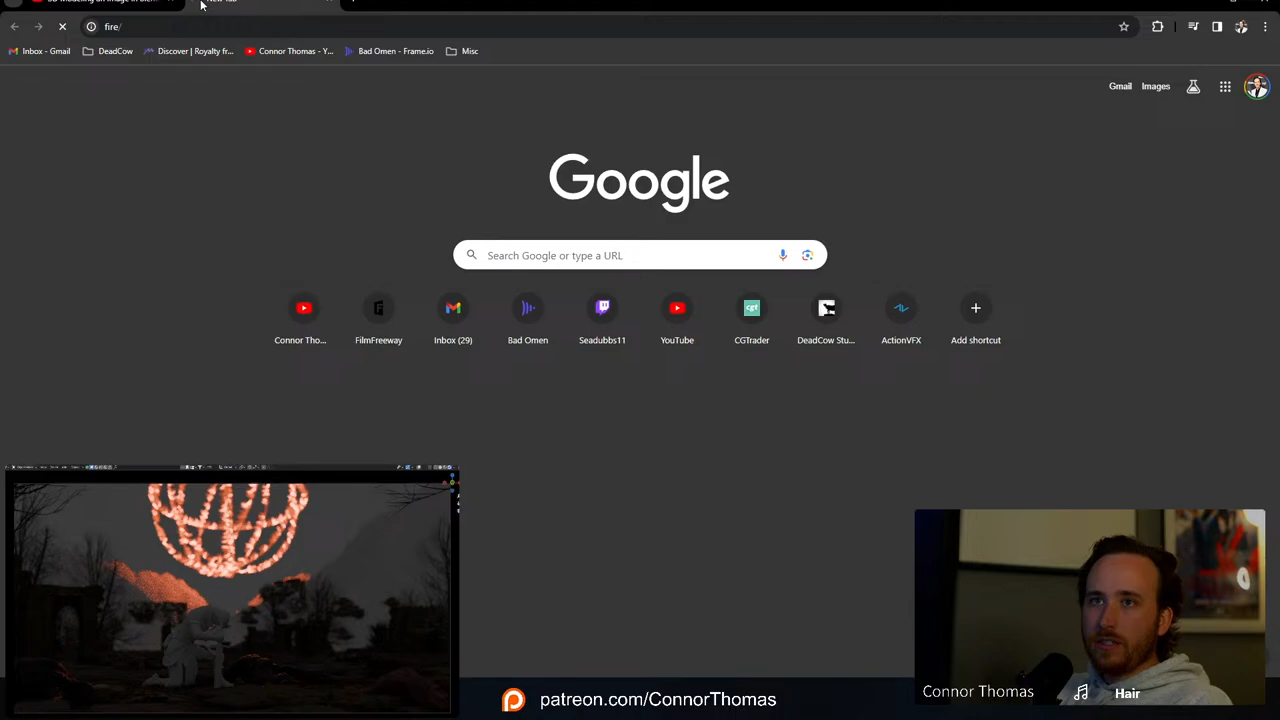 fire/
Inbox - Gmail
DeadCow
Discover | Royalty fr...
Connor Thomas - Y...
Bad Omen - Frame.io
Misc
Gmail
Images
Google
Search Google or type a URL
cgt
Connor Tho...
FilmFreeway
Inbox (29)
Bad Omen
Seadubbs11
YouTube
CGTrader
DeadCow Stu...
ActionVFX
Add shortcut
patreon.com/ConnorThomas
Connor Thomas
Hair